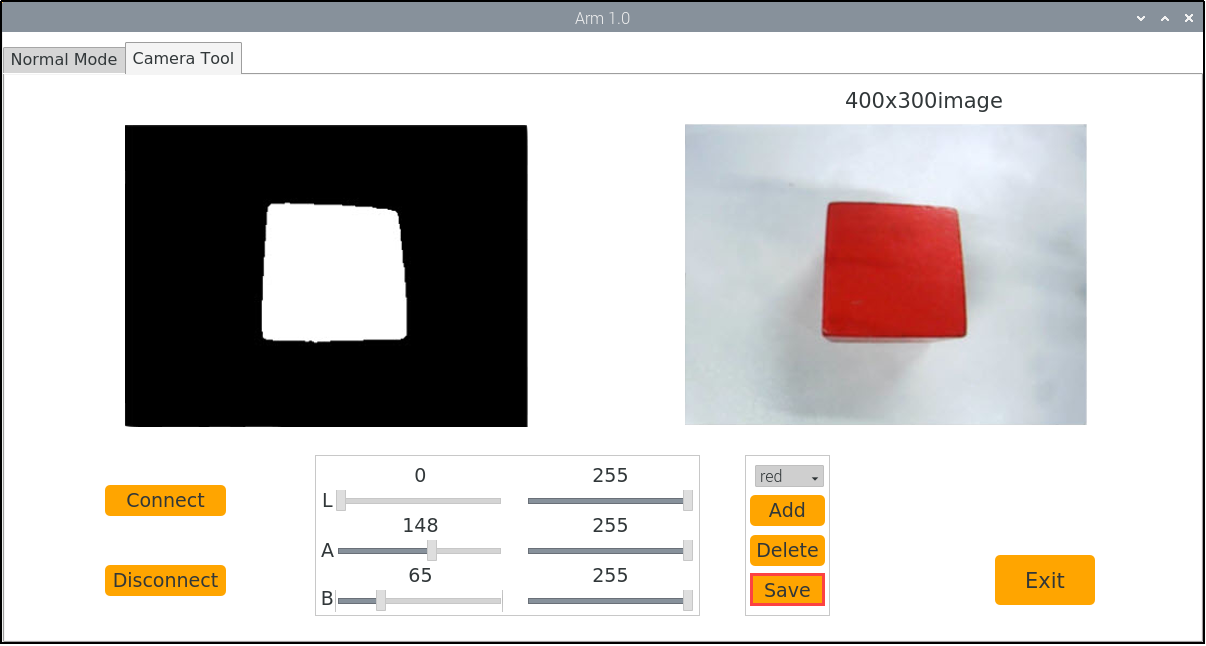 Arm 1.0
Normal Mode
Camera Tool
400x300image
Connect
Disconnect
0 255
L
148 255
A
65 255
B
red
Add
Delete
Save
Exit